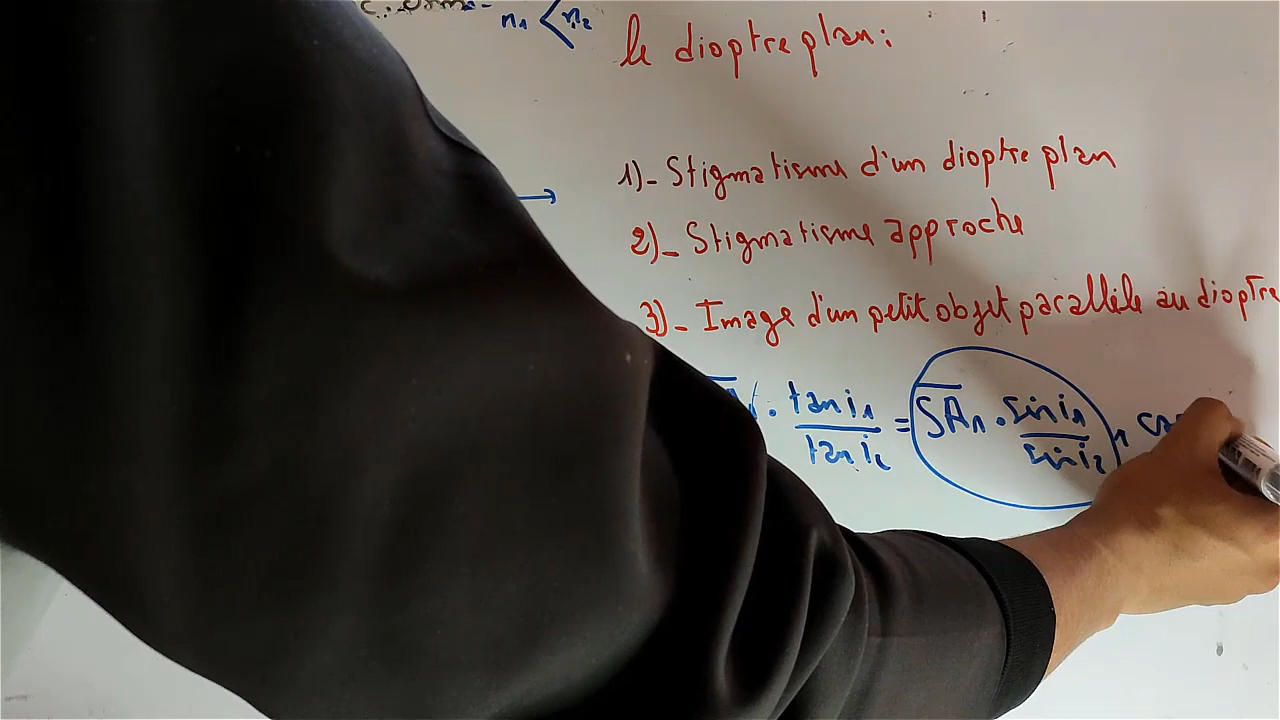 n₁ < n₂
le dioptre plan:
1)- Stigmatisme d'un dioptre plan
2)- Stigmatisme approche
3)- Image d'un petit objet parallèle au dioptre
. tan i₁ / tan i₂ = SA₁ . sin i₁ / sin i₂